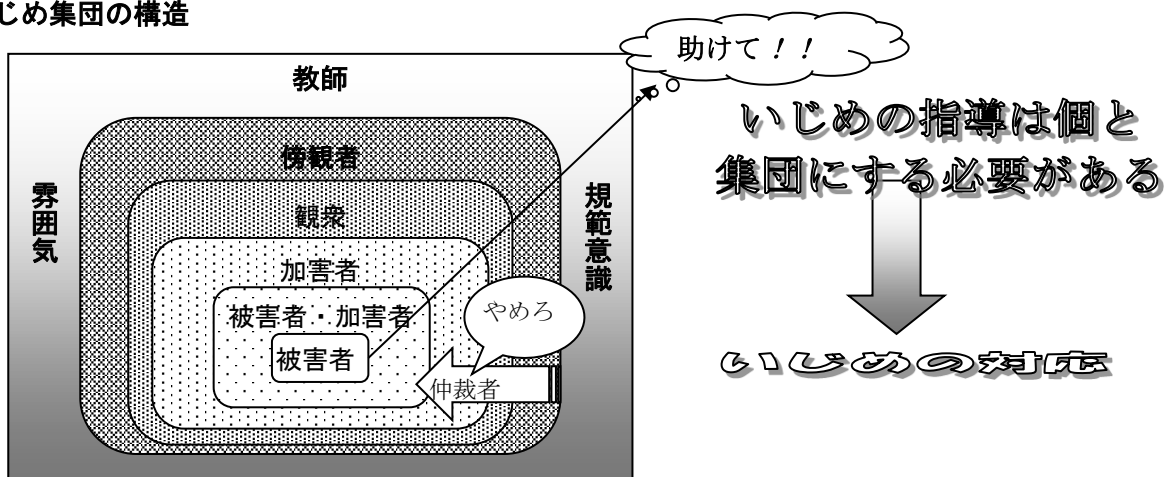 じめ集団の構造
助けて！！
教師
いじめの指導は個と
集団にする必要がある
傍観者
雰囲気
規範意識
観衆
加害者
やめろ
被害者・加害者
被害者
仲裁者
いじめの対応